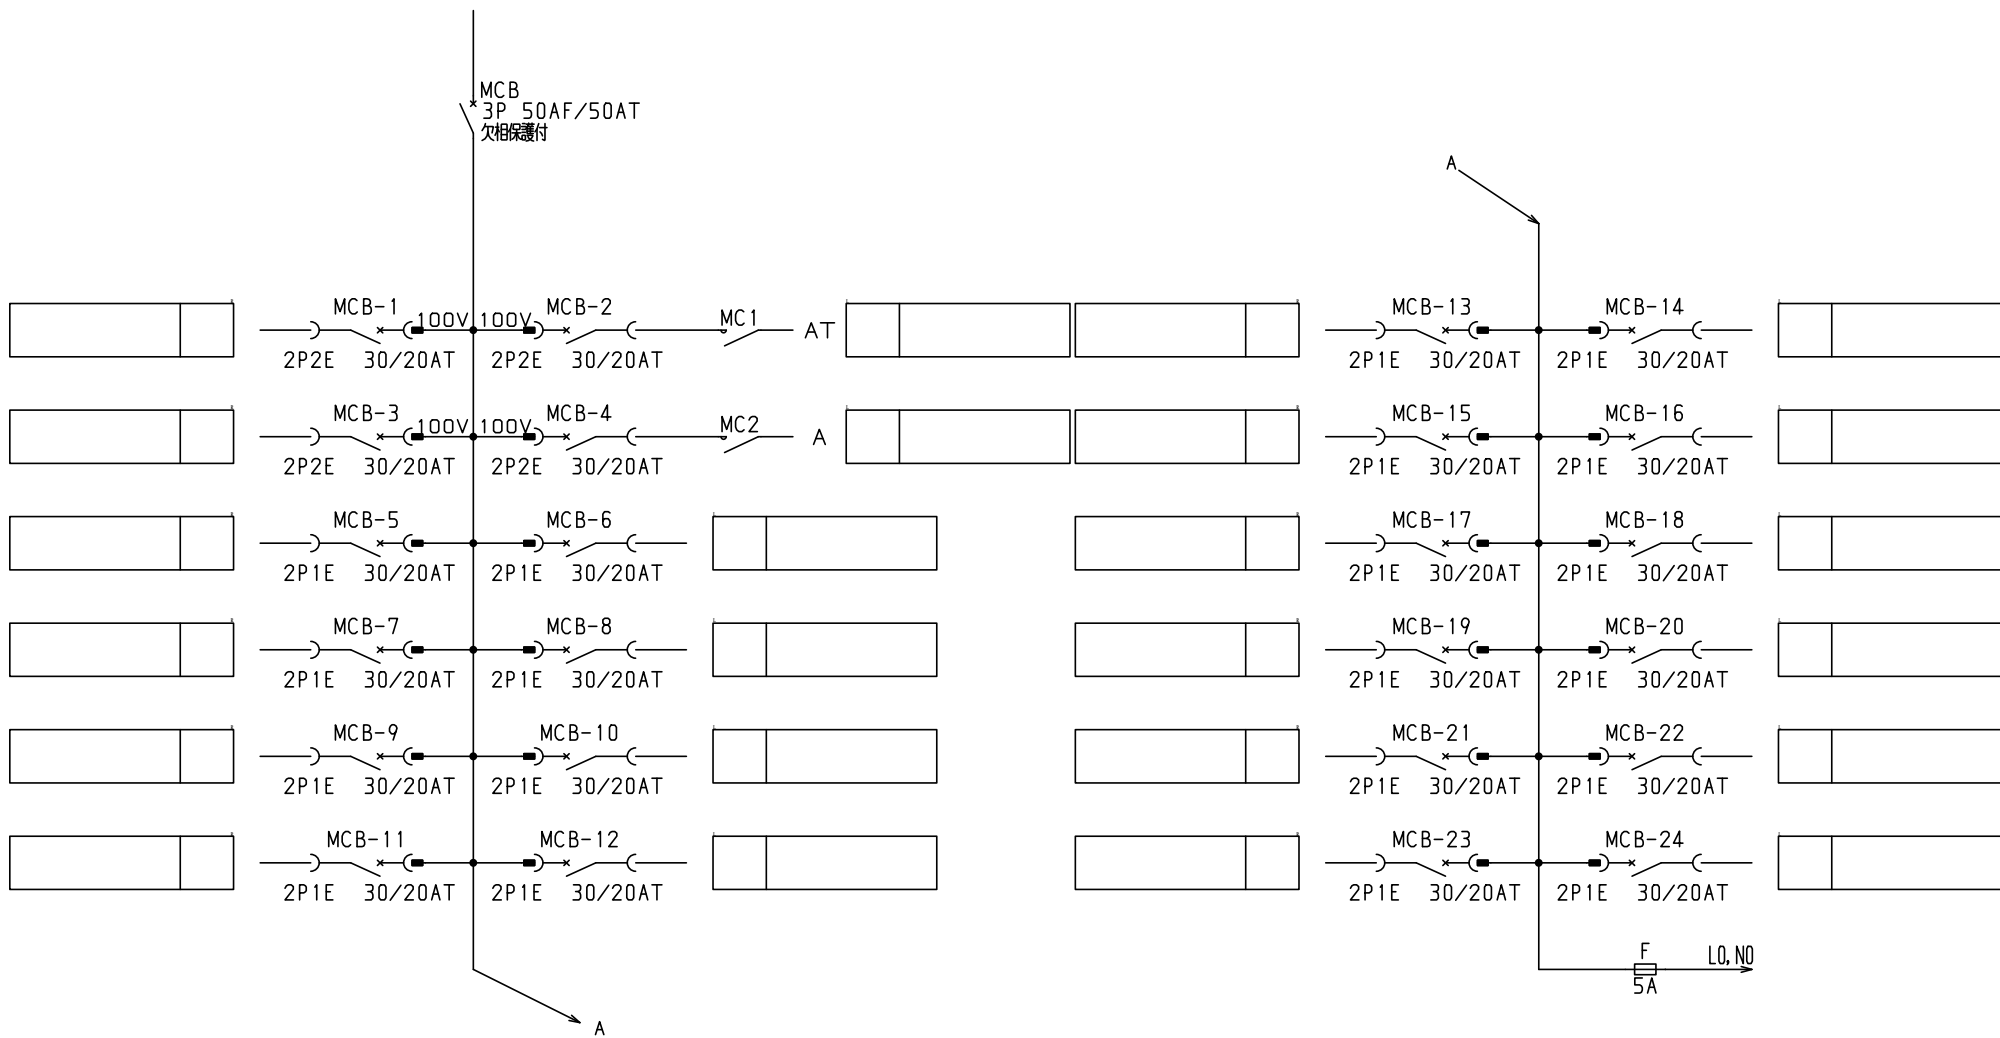 MCB
3P 50AF/50AT
欠相保護付
A
MCB-1 100V 100V MCB-2 MC1 AT
2P2E 30/20AT 2P2E 30/20AT
MCB-13 MCB-14
2P1E 30/20AT 2P1E 30/20AT
MCB-3 100V 100V MCB-4 MC2 A
2P2E 30/20AT 2P2E 30/20AT
MCB-15 MCB-16
2P1E 30/20AT 2P1E 30/20AT
MCB-5 MCB-6
2P1E 30/20AT 2P1E 30/20AT
MCB-17 MCB-18
2P1E 30/20AT 2P1E 30/20AT
MCB-7 MCB-8
2P1E 30/20AT 2P1E 30/20AT
MCB-19 MCB-20
2P1E 30/20AT 2P1E 30/20AT
MCB-9 MCB-10
2P1E 30/20AT 2P1E 30/20AT
MCB-21 MCB-22
2P1E 30/20AT 2P1E 30/20AT
MCB-11 MCB-12
2P1E 30/20AT 2P1E 30/20AT
MCB-23 MCB-24
2P1E 30/20AT 2P1E 30/20AT
F L0,N0
5A
A